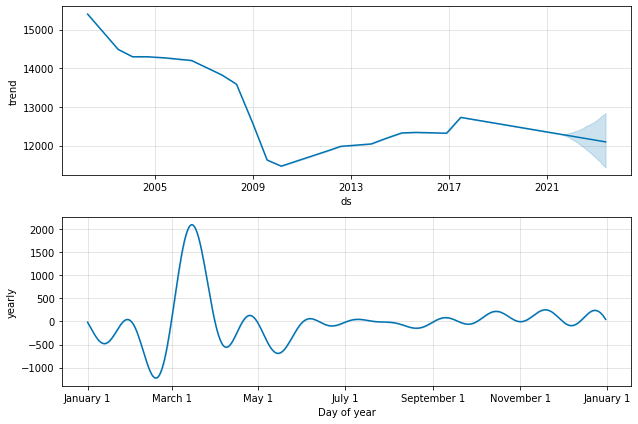 15000
14000
13000
12000
trend
2005
2009
2013
2017
2021
ds
2000
1500
1000
500
0
−500
−1000
yearly
January 1
March 1
May 1
July 1
September 1
November 1
January 1
Day of year